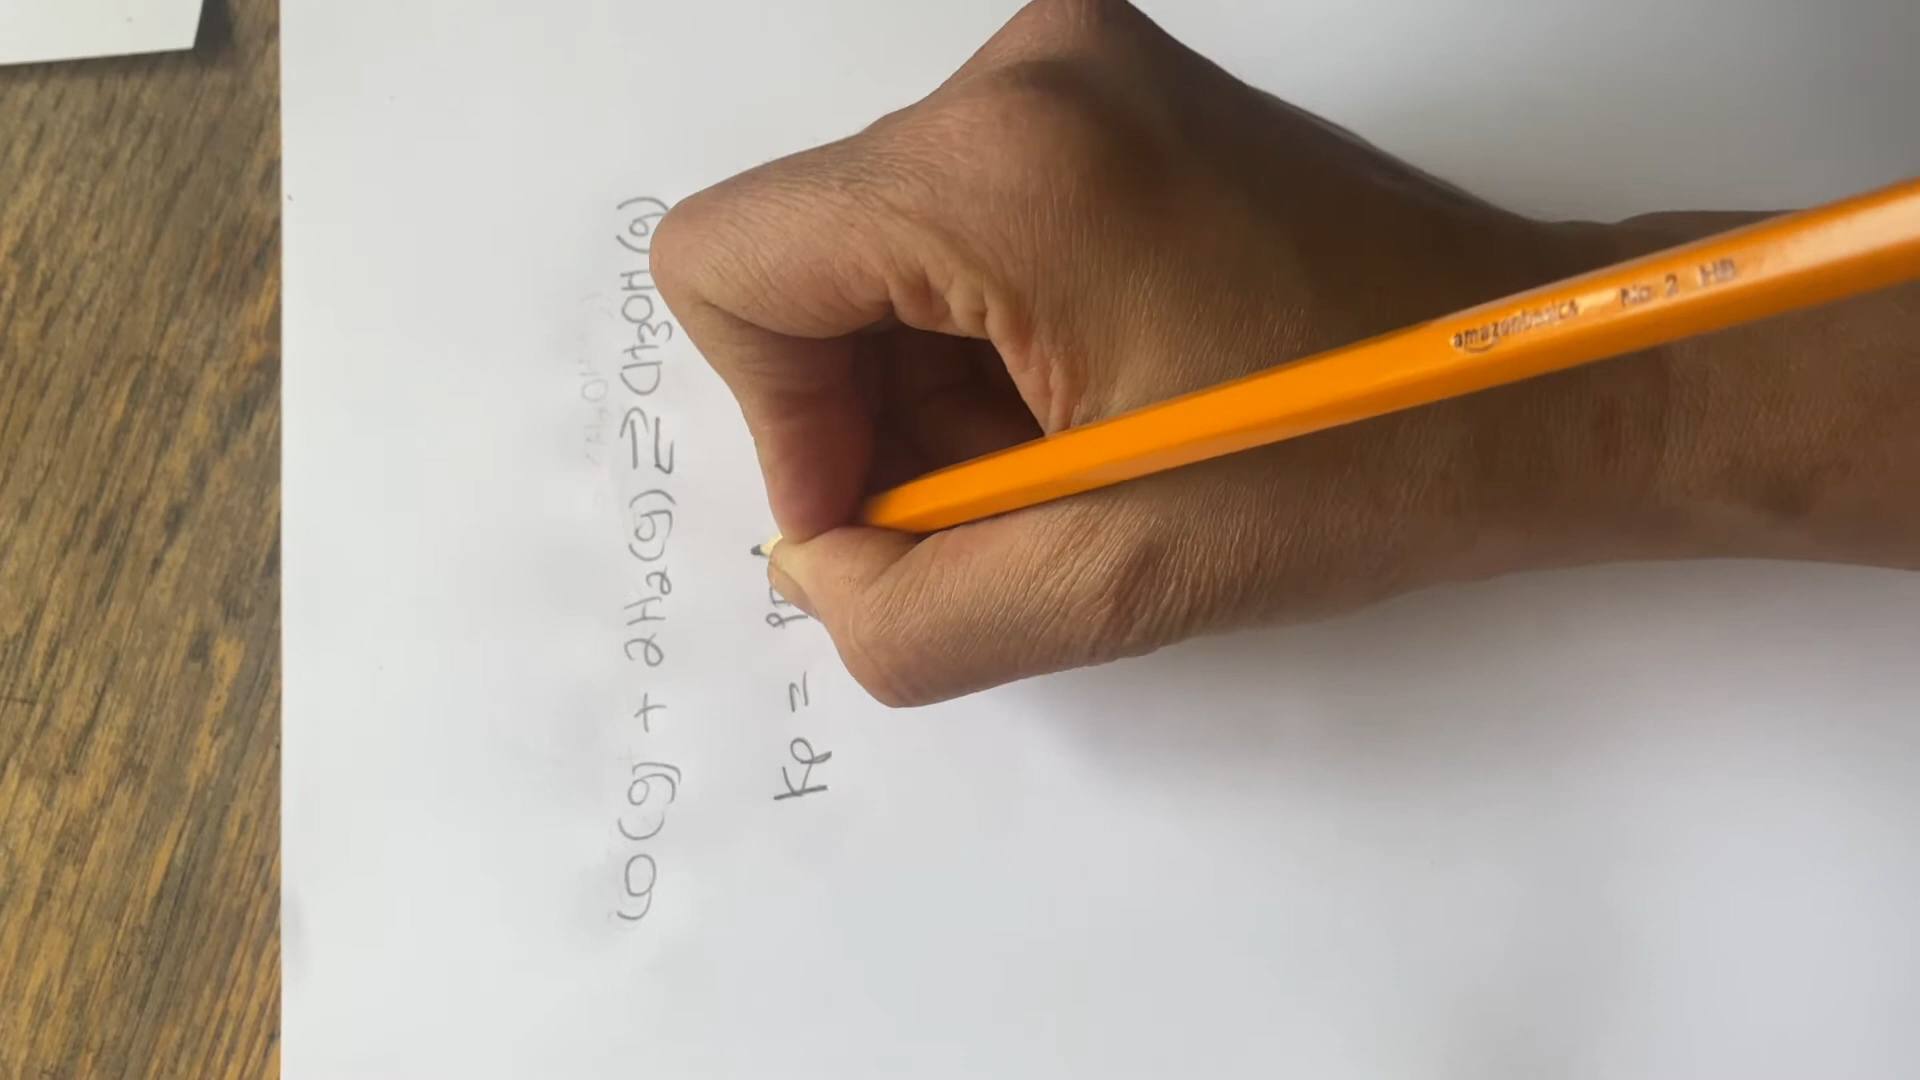 CO(g) + 2H₂(g) ⇌ CH₃OH(g)
Kp =
amazonbasics No 2 HB